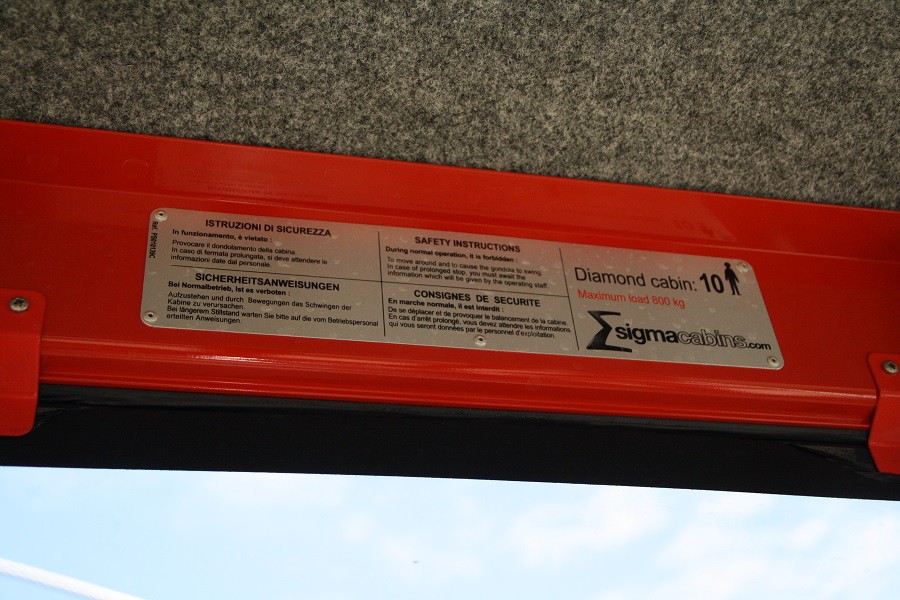 ISTRUZIONI DI SICUREZZA
In funzionamento, è vietato :
Provocare il dondolamento della cabina
in caso di fermata prolungata, si deve attendere le
informazioni date dal personale.
SICHERHEITSANWEISUNGEN
Bei Normalbetrieb, ist es verboten :
Aufzustehen und durch Bewegungen das Schwingen der
Kabine zu verursachen.
Bei längerem Stillstand warten Sie bitte auf die vom Betriebspersonal
erteilten Anweisungen.
SAFETY INSTRUCTIONS
During normal operation, it is forbidden :
To move around and to cause the gondola to swing.
In case of prolonged stop, you must await the
information which will be given by the operating staff.
CONSIGNES DE SECURITE
En marche normale, il est interdit :
De se déplacer et de provoquer le balancement de la cabine.
En cas d'arrêt prolongé, vous devez attendre les informations
qui vous seront données par le personnel d'exploitation.
Diamond cabin: 10
Maximum load 800 kg
sigmacabins.com